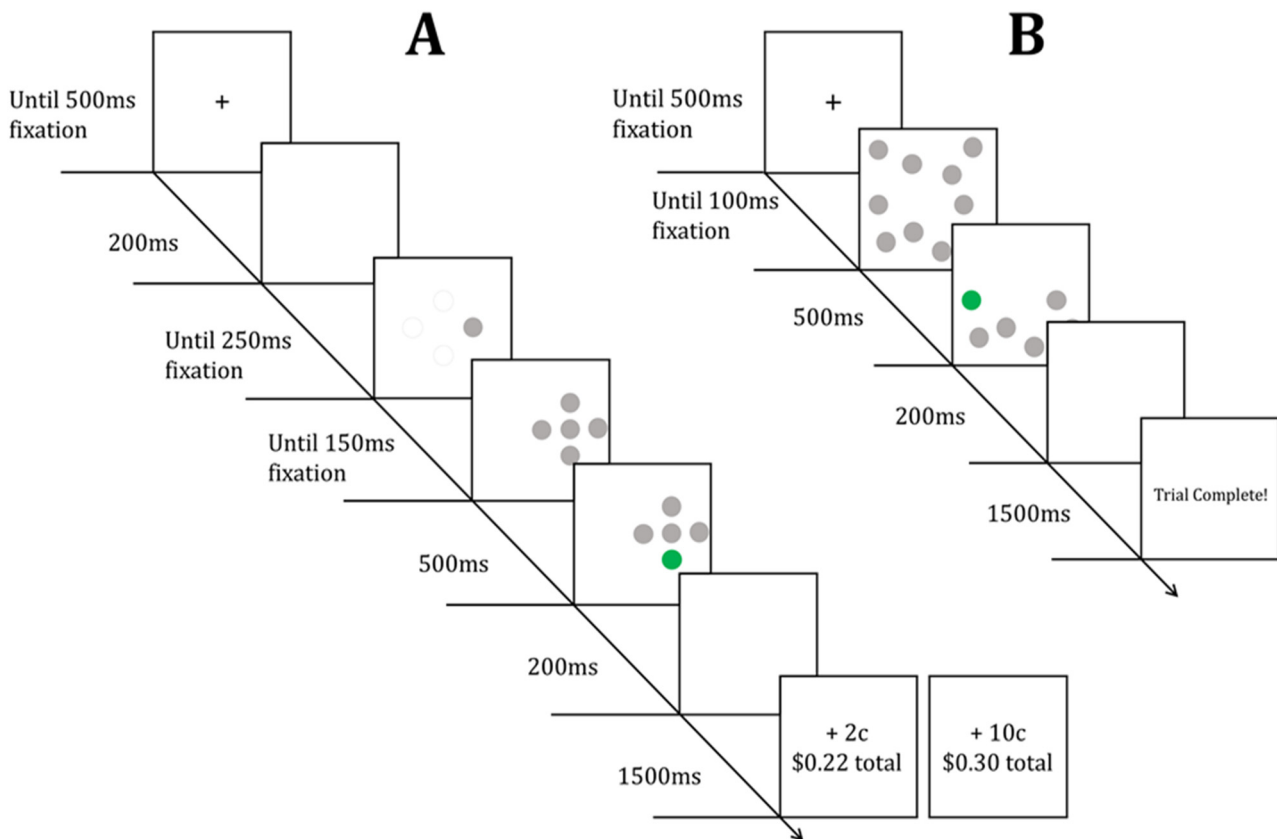 A
Until 500ms
fixation
+
200ms
Until 250ms
fixation
Until 150ms
fixation
500ms
200ms
1500ms
+ 2c
$0.22 total
+ 10c
$0.30 total
B
Until 500ms
fixation
+
Until 100ms
fixation
500ms
200ms
1500ms
Trial Complete!